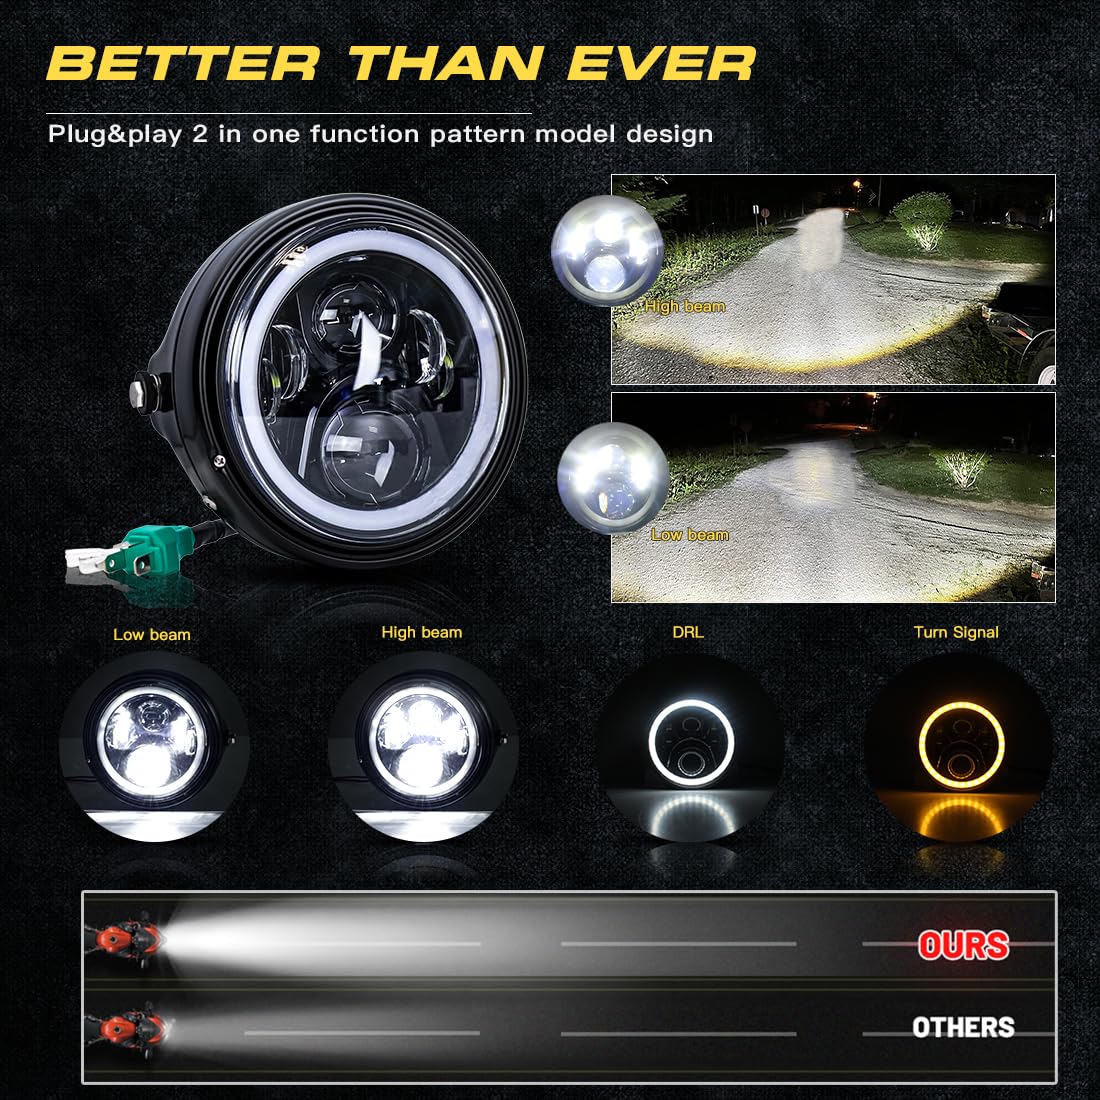 BETTER THAN EVER
Plug&play 2 in one function pattern model design
High beam
Low beam
Low beam
High beam
DRL
Turn Signal
OURS
OTHERS